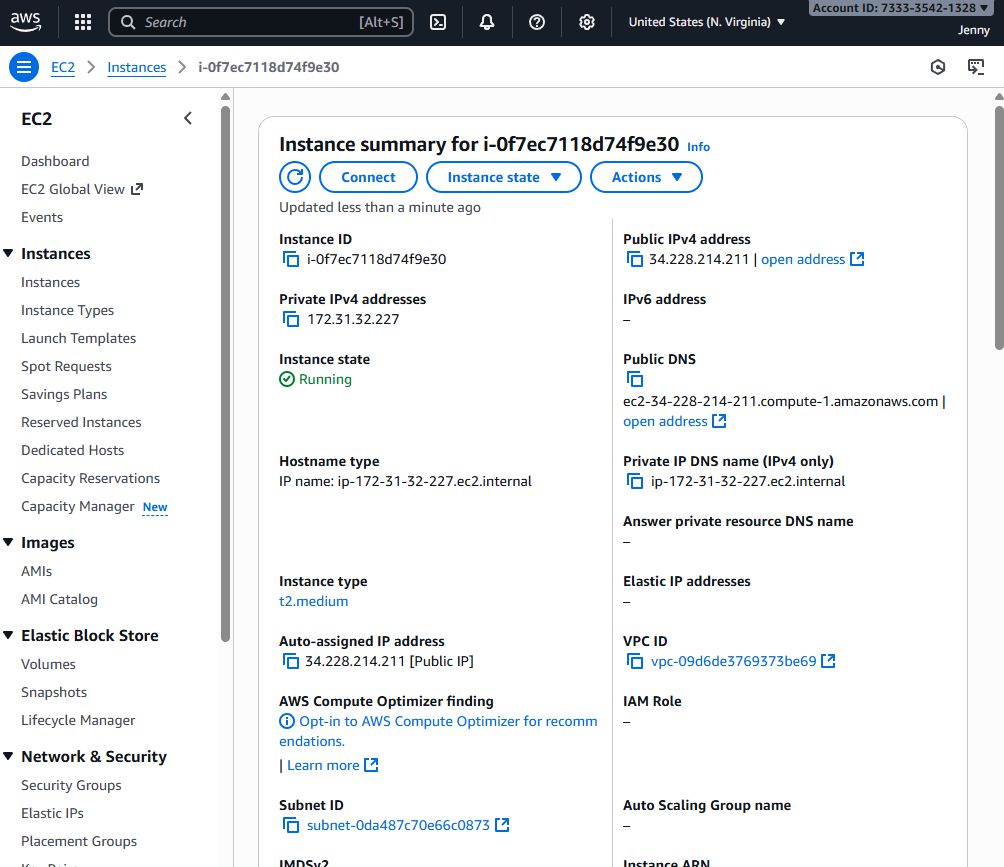 aws
Search [Alt+S]
United States (N. Virginia)
Account ID: 7333-3542-1328
Jenny
EC2
Instances
i-0f7ec7118d74f9e30
EC2
Dashboard
EC2 Global View
Events
Instances
Instances
Instance Types
Launch Templates
Spot Requests
Savings Plans
Reserved Instances
Dedicated Hosts
Capacity Reservations
Capacity Manager New
Images
AMIs
AMI Catalog
Elastic Block Store
Volumes
Snapshots
Lifecycle Manager
Network & Security
Security Groups
Elastic IPs
Placement Groups
Instance summary for i-0f7ec7118d74f9e30 Info
Connect
Instance state
Actions
Updated less than a minute ago
Instance ID
i-0f7ec7118d74f9e30
Public IPv4 address
34.228.214.211 | open address
Private IPv4 addresses
172.31.32.227
IPv6 address
–
Instance state
Running
Public DNS
ec2-34-228-214-211.compute-1.amazonaws.com |
open address
Hostname type
IP name: ip-172-31-32-227.ec2.internal
Private IP DNS name (IPv4 only)
ip-172-31-32-227.ec2.internal
Answer private resource DNS name
–
Instance type
t2.medium
Elastic IP addresses
–
Auto-assigned IP address
34.228.214.211 [Public IP]
VPC ID
vpc-09d6de3769373be69
AWS Compute Optimizer finding
Opt-in to AWS Compute Optimizer for recomm
endations.
| Learn more
IAM Role
–
Subnet ID
subnet-0da487c70e66c0873
Auto Scaling Group name
–
IMDSv2
Instance ARN